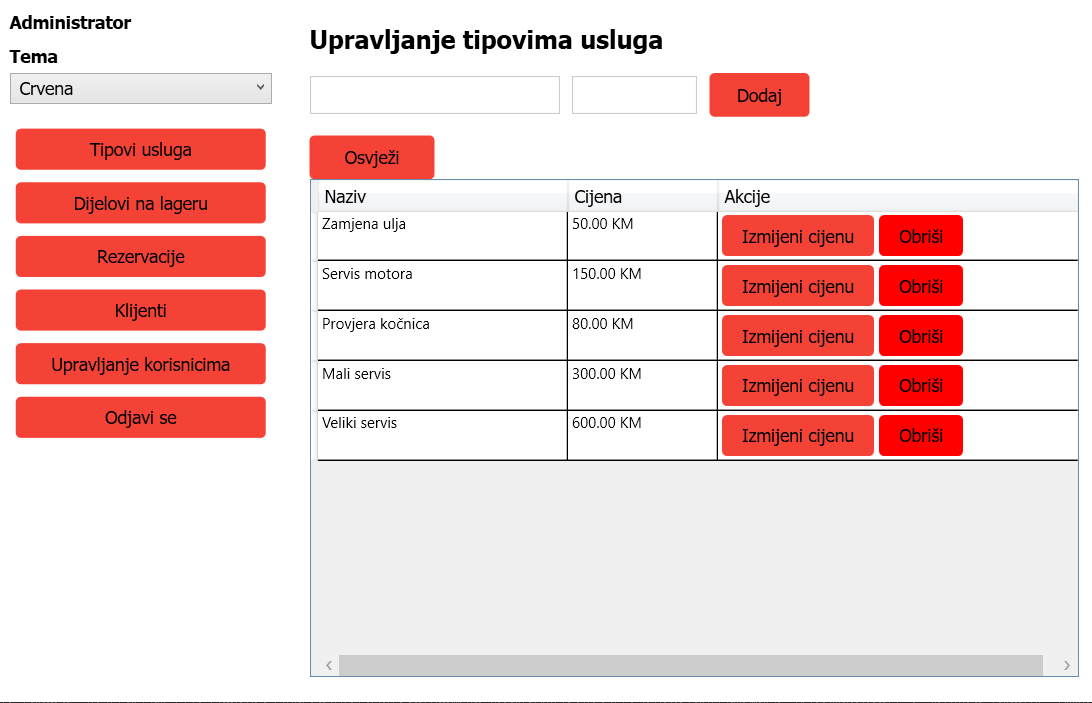 Administrator
Tema
Crvena
Tipovi usluga
Dijelovi na lageru
Rezervacije
Klijenti
Upravljanje korisnicima
Odjavi se
Upravljanje tipovima usluga
Dodaj
Osvježi
Naziv Cijena Akcije
Zamjena ulja 50.00 KM Izmijeni cijenu Obriši
Servis motora 150.00 KM Izmijeni cijenu Obriši
Provjera kočnica 80.00 KM Izmijeni cijenu Obriši
Mali servis 300.00 KM Izmijeni cijenu Obriši
Veliki servis 600.00 KM Izmijeni cijenu Obriši